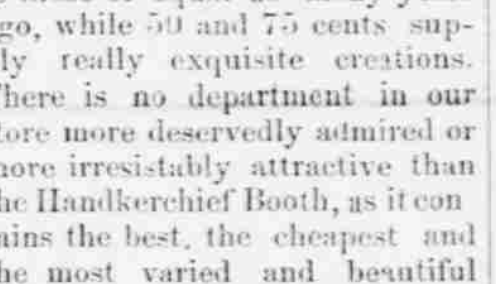 go, while 50 and 75 cents sup-
ly really exquisite creations.
here is no department in our
tore more deservedly admired or
nore irresistably attractive than
he Handkerchief Booth, as it con
ains the best, the cheapest and
he most varied and beautiful